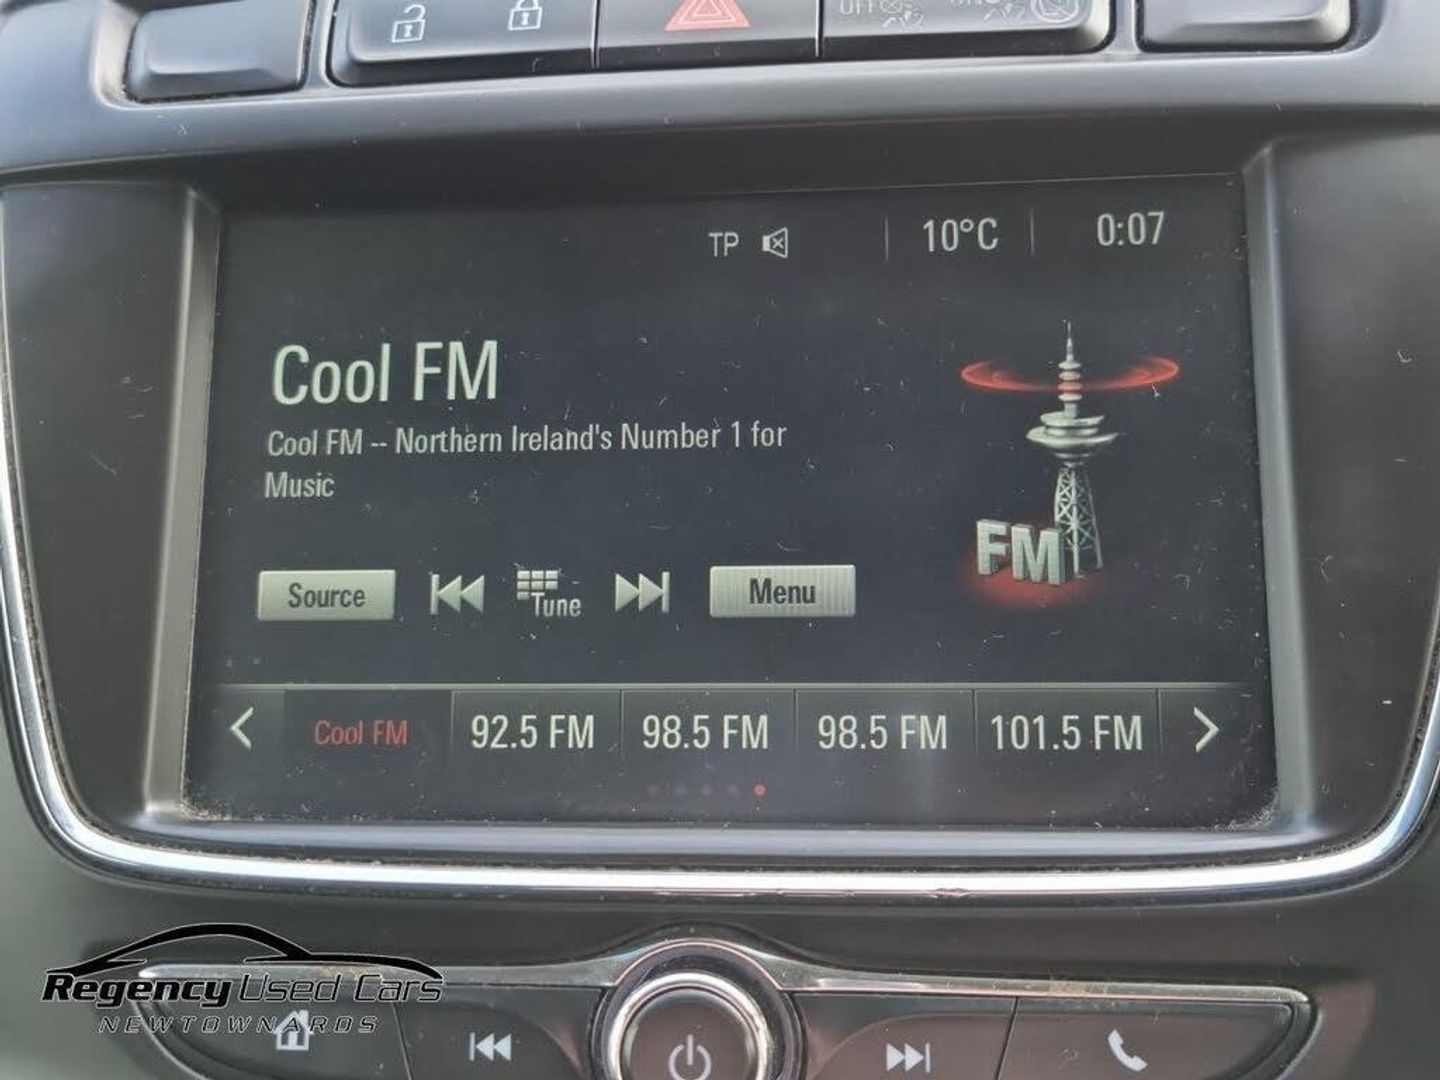 OFF
TP 10°C 0:07
Cool FM
Cool FM -- Northern Ireland's Number 1 for
Music
FM
Source Tune Menu
Cool FM 92.5 FM 98.5 FM 98.5 FM 101.5 FM
Regency Used Cars
NEWTOWNARDS